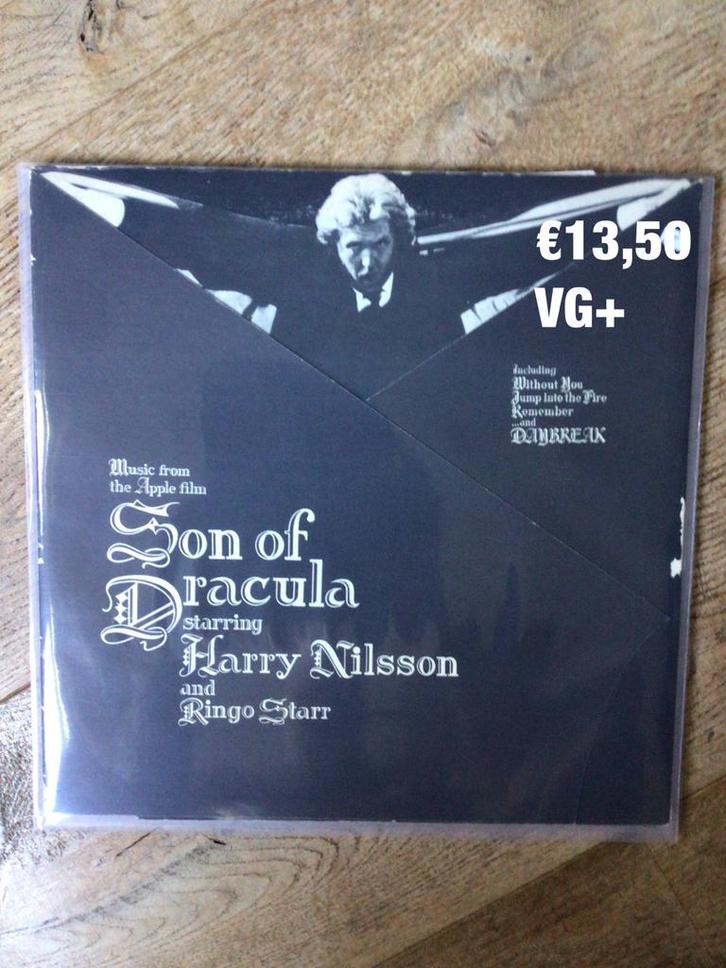 €13,50
VG+
Including
Without You
Jump Into the Fire
Remember
...and
DAYBREAK
Music from
the Apple film
Son of
Dracula
starring
Harry Nilsson
and
Ringo Starr